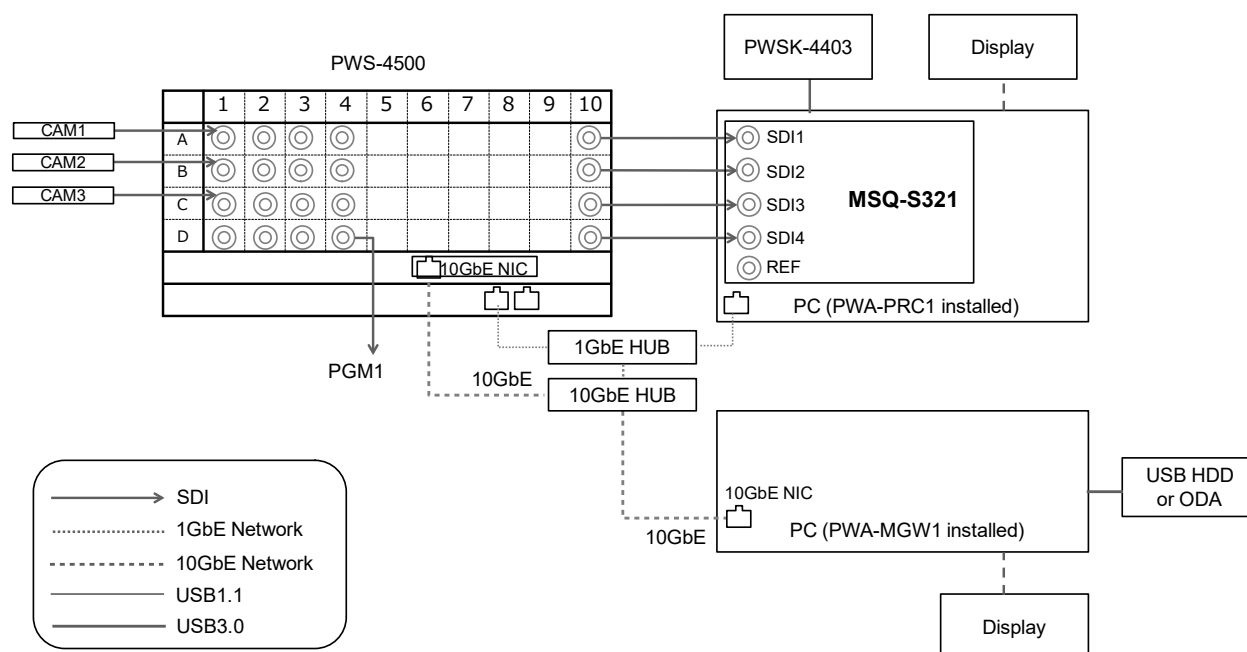 PWS-4500
PWSK-4403
Display
1 2 3 4 5 6 7 8 9 10
CAM1
A
SDI1
CAM2
B
SDI2
CAM3
C
SDI3
MSQ-S321
D
SDI4
REF
10GbE NIC
PC (PWA-PRC1 installed)
1GbE HUB
PGM1
10GbE
10GbE HUB
SDI
1GbE Network
10GbE Network
USB1.1
USB3.0
10GbE NIC
10GbE
PC (PWA-MGW1 installed)
USB HDD
or ODA
Display